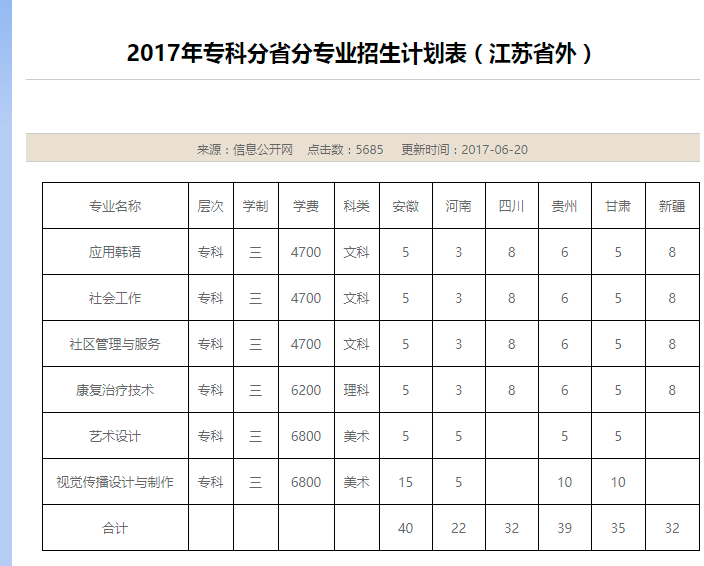 2017年专科分省分专业招生计划表（江苏省外）
来源：信息公开网 点击数：5685 更新时间：2017-06-20
专业名称 层次 学制 学费 科类 安徽 河南 四川 贵州 甘肃 新疆
应用韩语 专科 三 4700 文科 5 3 8 6 5 8
社会工作 专科 三 4700 文科 5 3 8 6 5 8
社区管理与服务 专科 三 4700 文科 5 3 8 6 5 8
康复治疗技术 专科 三 6200 理科 5 3 8 6 5 8
艺术设计 专科 三 6800 美术 5 5 5 5
视觉传播设计与制作 专科 三 6800 美术 15 5 10 10
合计 40 22 32 39 35 32